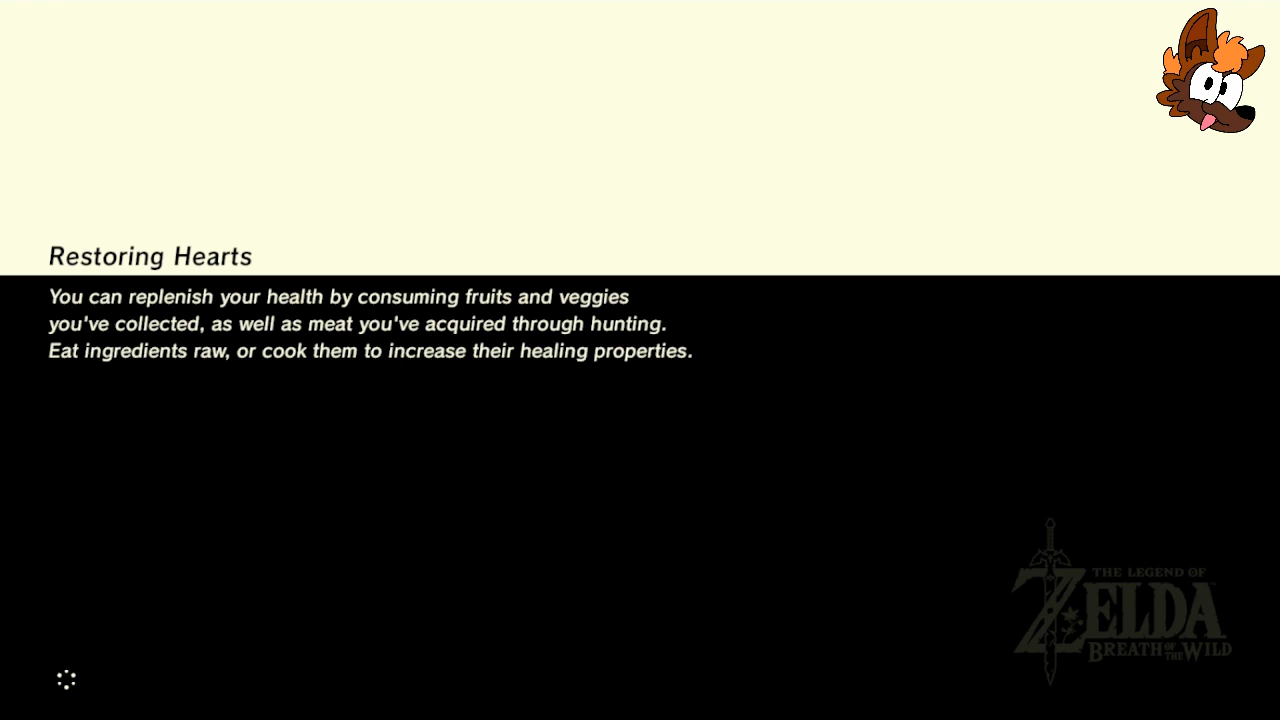 Restoring Hearts
You can replenish your health by consuming fruits and veggies
you've collected, as well as meat you've acquired through hunting.
Eat ingredients raw, or cook them to increase their healing properties.
THE LEGEND OF
ZELDA
BREATH OF THE WILD